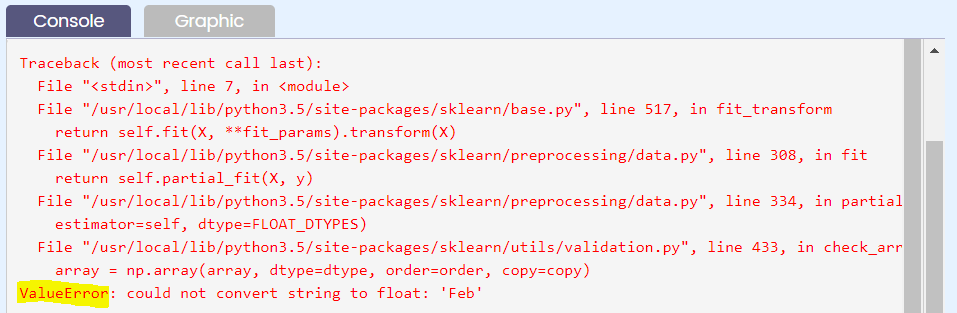 Console
Graphic
Traceback (most recent call last):
File "<stdin>", line 7, in <module>
File "/usr/local/lib/python3.5/site-packages/sklearn/base.py", line 517, in fit_transform
return self.fit(X, **fit_params).transform(X)
File "/usr/local/lib/python3.5/site-packages/sklearn/preprocessing/data.py", line 308, in fit
return self.partial_fit(X, y)
File "/usr/local/lib/python3.5/site-packages/sklearn/preprocessing/data.py", line 334, in partial
estimator=self, dtype=FLOAT_DTYPES)
File "/usr/local/lib/python3.5/site-packages/sklearn/utils/validation.py", line 433, in check_arr
array = np.array(array, dtype=dtype, order=order, copy=copy)
ValueError: could not convert string to float: 'Feb'